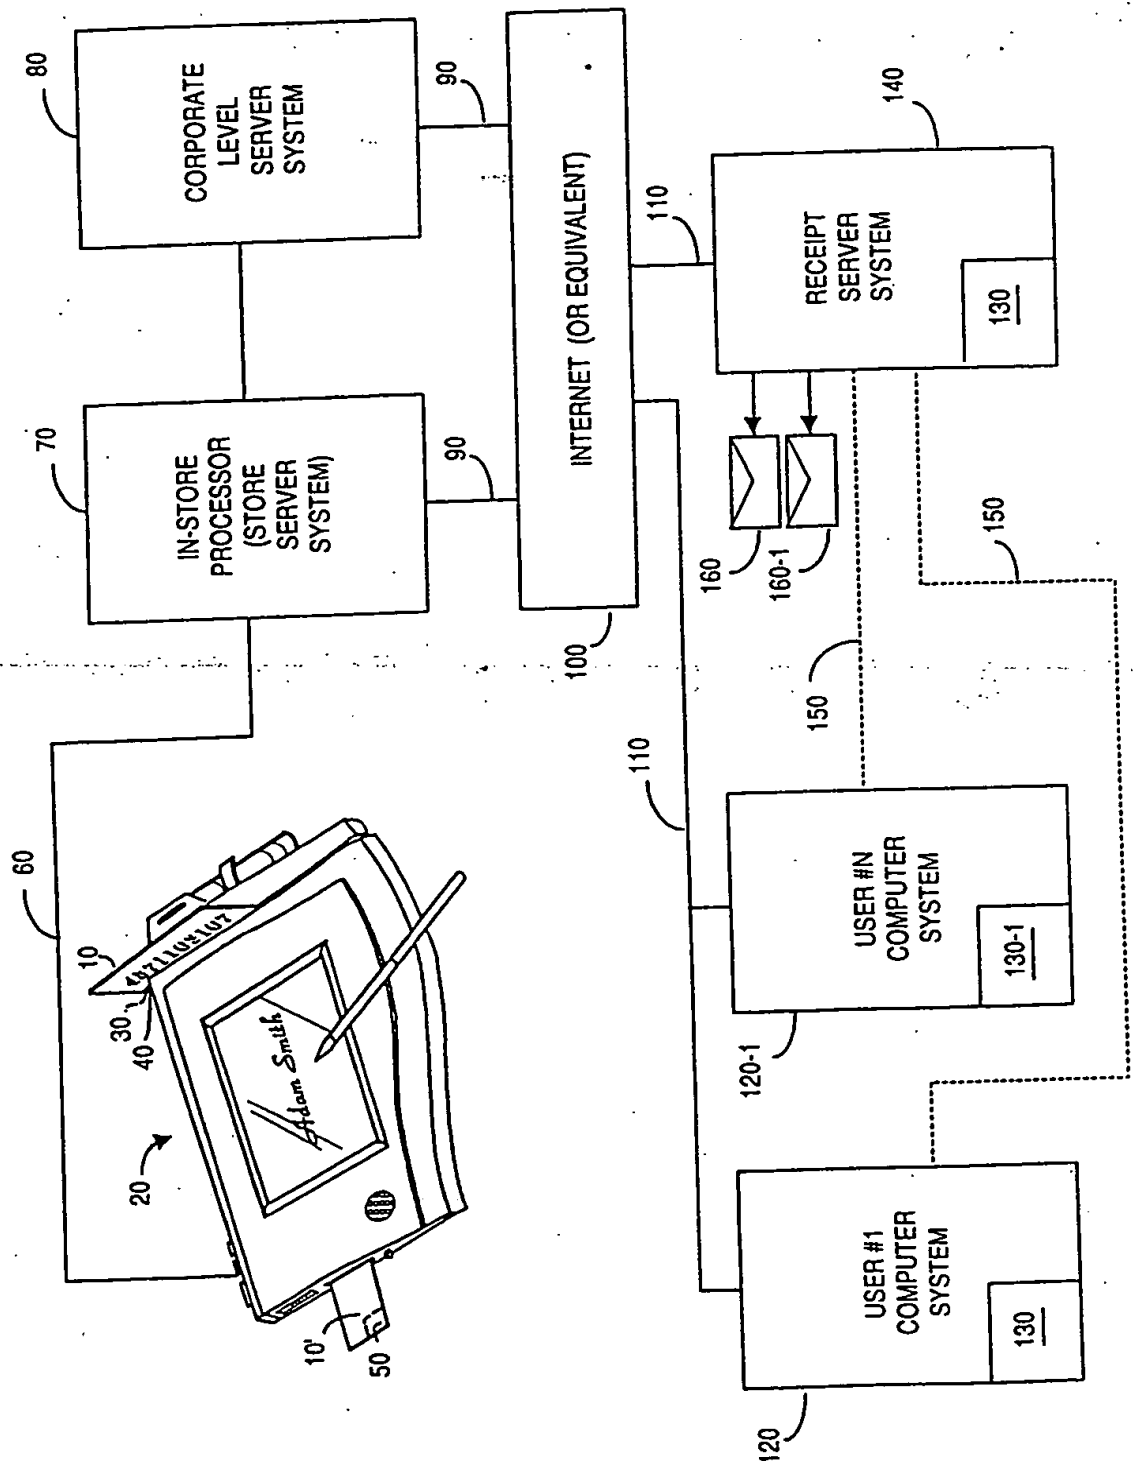 60
10
30
40
20
4871109107
Adam Smith
10'
50
70
IN-STORE
PROCESSOR
(STORE
SERVER
SYSTEM)
80
CORPORATE
LEVEL
SERVER
SYSTEM
90
90
100
INTERNET (OR EQUIVALENT)
110
110
120
USER #1
COMPUTER
SYSTEM
130
120-1
USER #N
COMPUTER
SYSTEM
130-1
150
150
160
160-1
140
RECEIPT
SERVER
SYSTEM
130